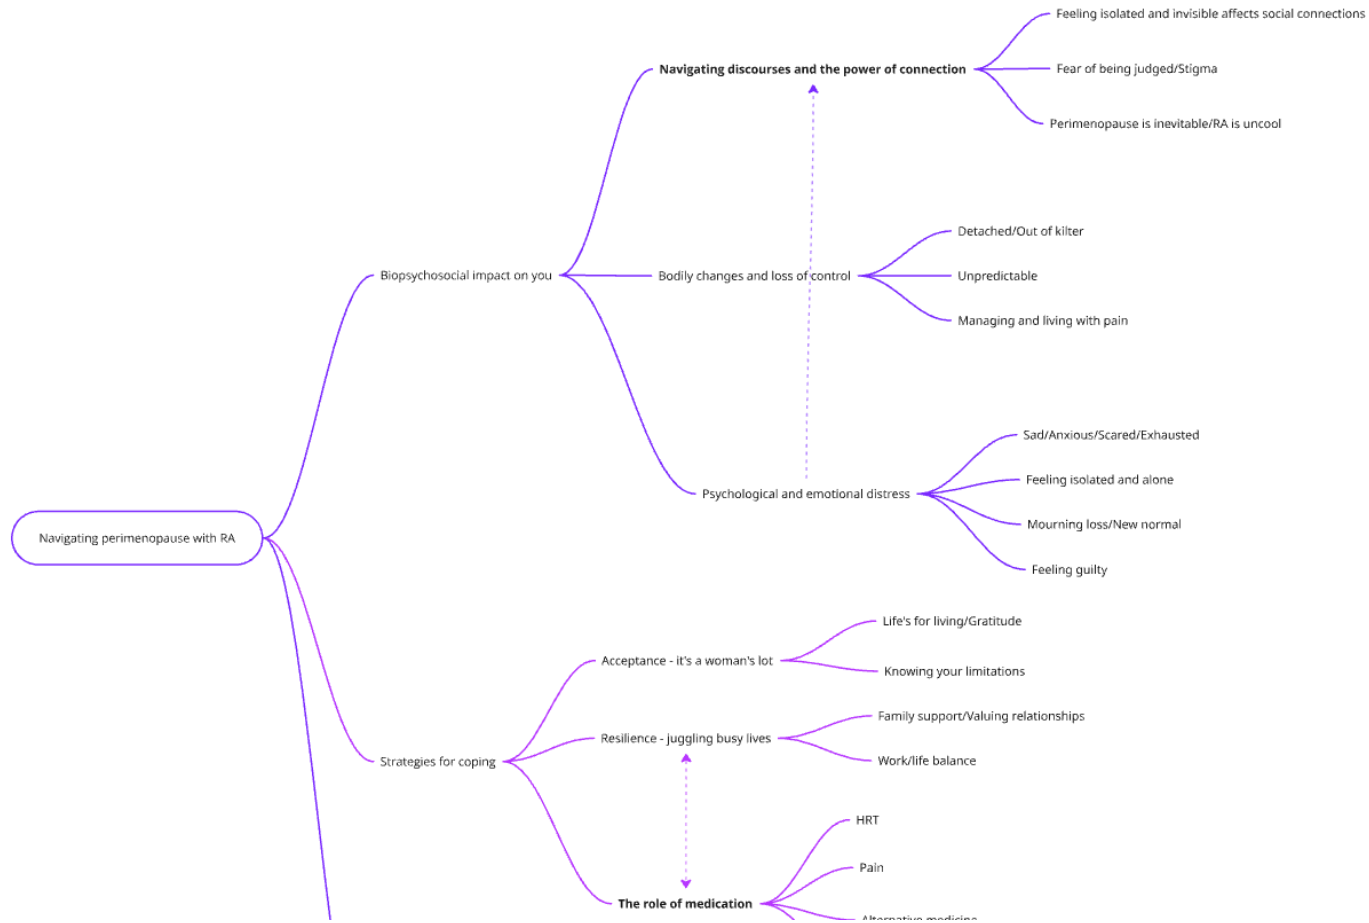 Navigating perimenopause with RA
Biopsychosocial impact on you
Navigating discourses and the power of connection
Feeling isolated and invisible affects social connections
Fear of being judged/Stigma
Perimenopause is inevitable/RA is uncool
Bodily changes and loss of control
Detached/Out of kilter
Unpredictable
Managing and living with pain
Psychological and emotional distress
Sad/Anxious/Scared/Exhausted
Feeling isolated and alone
Mourning loss/New normal
Feeling guilty
Strategies for coping
Acceptance - it's a woman's lot
Life's for living/Gratitude
Knowing your limitations
Resilience - juggling busy lives
Family support/Valuing relationships
Work/life balance
The role of medication
HRT
Pain
Alternative medicine